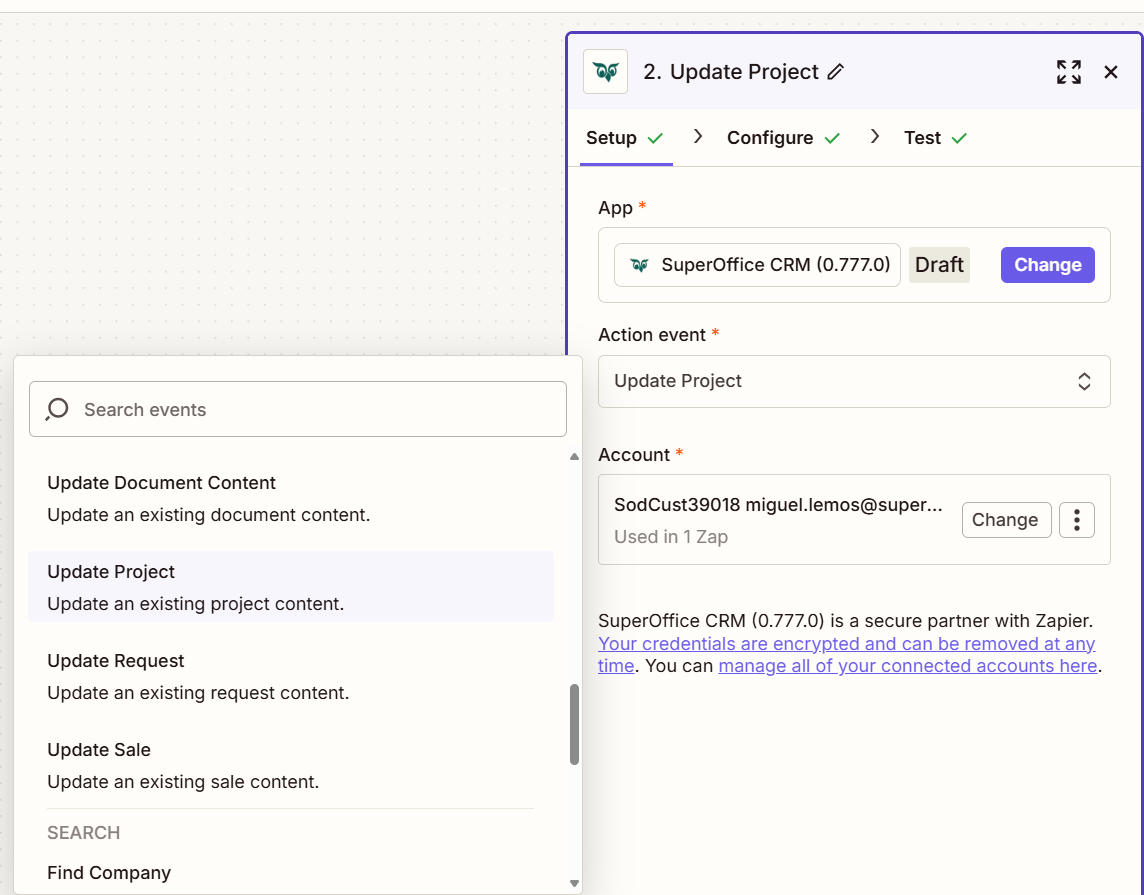 2. Update Project
Setup
Configure
Test
App *
SuperOffice CRM (0.777.0)
Draft
Change
Action event *
Update Project
Account *
SodCust39018 miguel.lemos@super...
Used in 1 Zap
Change
SuperOffice CRM (0.777.0) is a secure partner with Zapier.
Your credentials are encrypted and can be removed at any
time. You can manage all of your connected accounts here.
Search events
Update Document Content
Update an existing document content.
Update Project
Update an existing project content.
Update Request
Update an existing request content.
Update Sale
Update an existing sale content.
SEARCH
Find Company